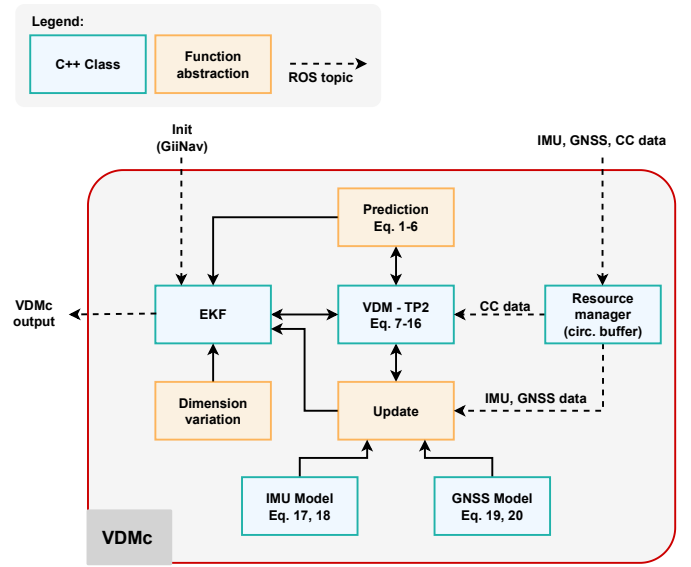 Legend:
C++ Class
Function
abstraction
ROS topic
Init
(GiiNav)
IMU, GNSS, CC data
Prediction
Eq. 1-6
VDMc
output
EKF
VDM - TP2
Eq. 7-16
CC data
Resource
manager
(circ. buffer)
Dimension
variation
Update
IMU, GNSS data
IMU Model
Eq. 17, 18
GNSS Model
Eq. 19, 20
VDMc